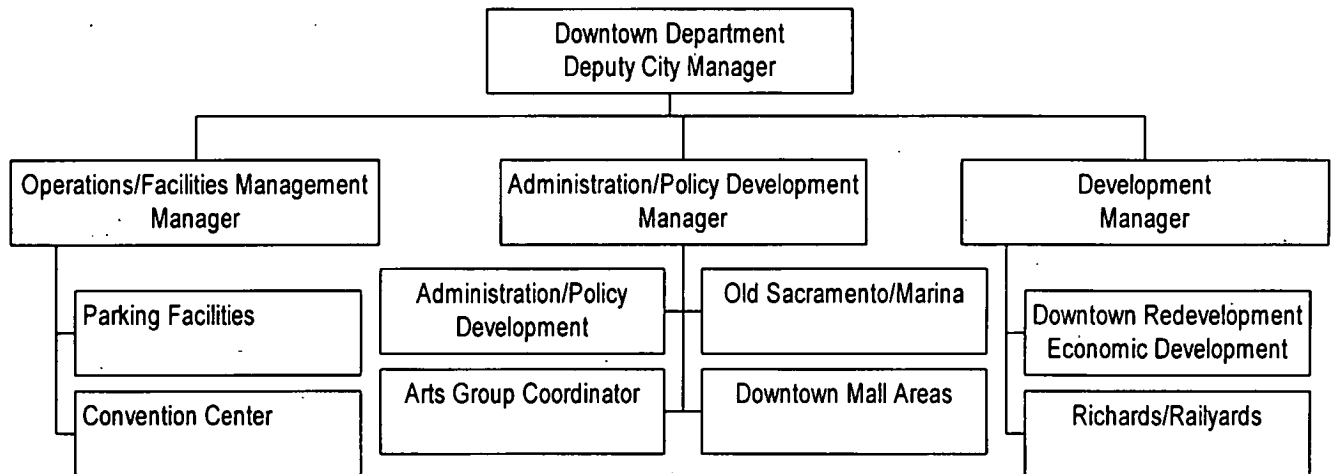 Downtown Department
Deputy City Manager
Operations/Facilities Management
Manager
Administration/Policy Development
Manager
Development
Manager
Parking Facilities
Convention Center
Administration/Policy
Development
Old Sacramento/Marina
Arts Group Coordinator
Downtown Mall Areas
Downtown Redevelopment
Economic Development
Richards/Railyards